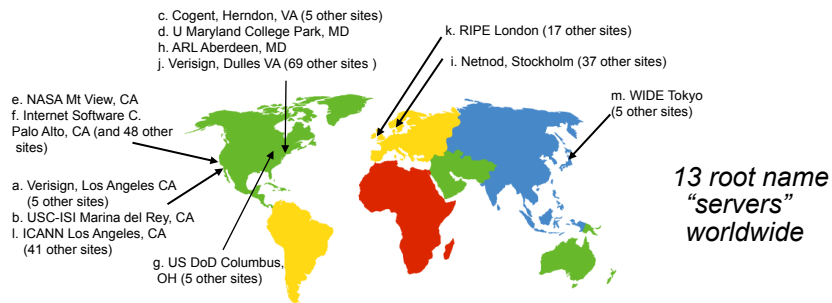 c. Cogent, Herndon, VA (5 other sites)
d. U Maryland College Park, MD
h. ARL Aberdeen, MD
j. Verisign, Dulles VA (69 other sites )
k. RIPE London (17 other sites)
i. Netnod, Stockholm (37 other sites)
m. WIDE Tokyo
(5 other sites)
e. NASA Mt View, CA
f. Internet Software C.
Palo Alto, CA (and 48 other
sites)
a. Verisign, Los Angeles CA
(5 other sites)
b. USC-ISI Marina del Rey, CA
l. ICANN Los Angeles, CA
(41 other sites)
g. US DoD Columbus,
OH (5 other sites)
13 root name
“servers”
worldwide